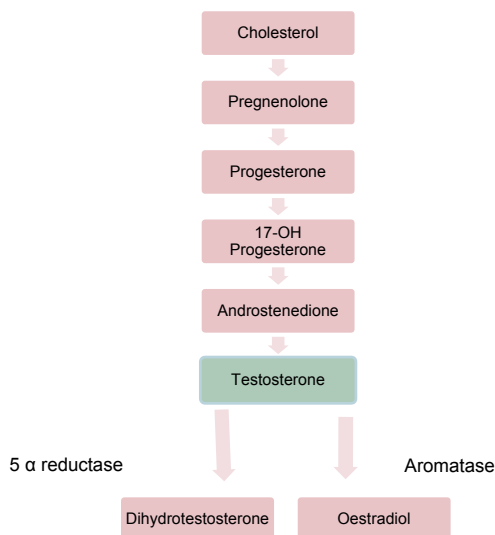 Cholesterol
Pregnenolone
Progesterone
17-OH
Progesterone
Androstenedione
Testosterone
5 α reductase
Aromatase
Dihydrotestosterone
Oestradiol